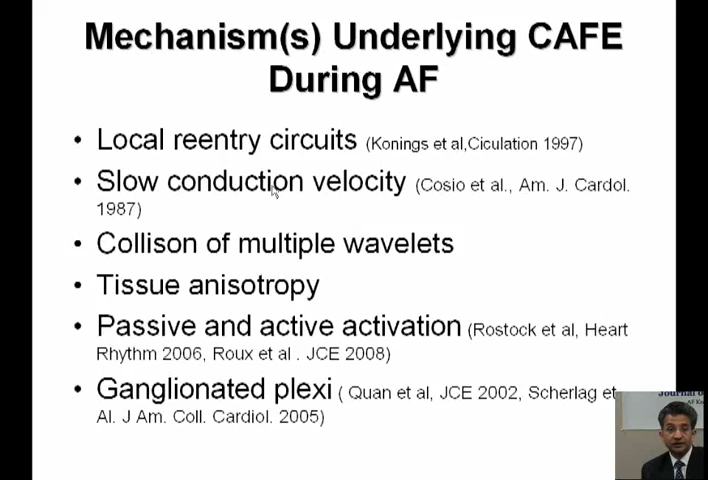 Mechanism(s) Underlying CAFE
During AF
• Local reentry circuits (Konings et al,Ciculation 1997)
• Slow conduction velocity (Cosio et al., Am. J. Cardol.
1987)
• Collison of multiple wavelets
• Tissue anisotropy
• Passive and active activation (Rostock et al, Heart
Rhythm 2006, Roux et al . JCE 2008)
• Ganglionated plexi ( Quan et al, JCE 2002, Scherlag et
Al. J Am. Coll. Cardiol. 2005)
Journal o